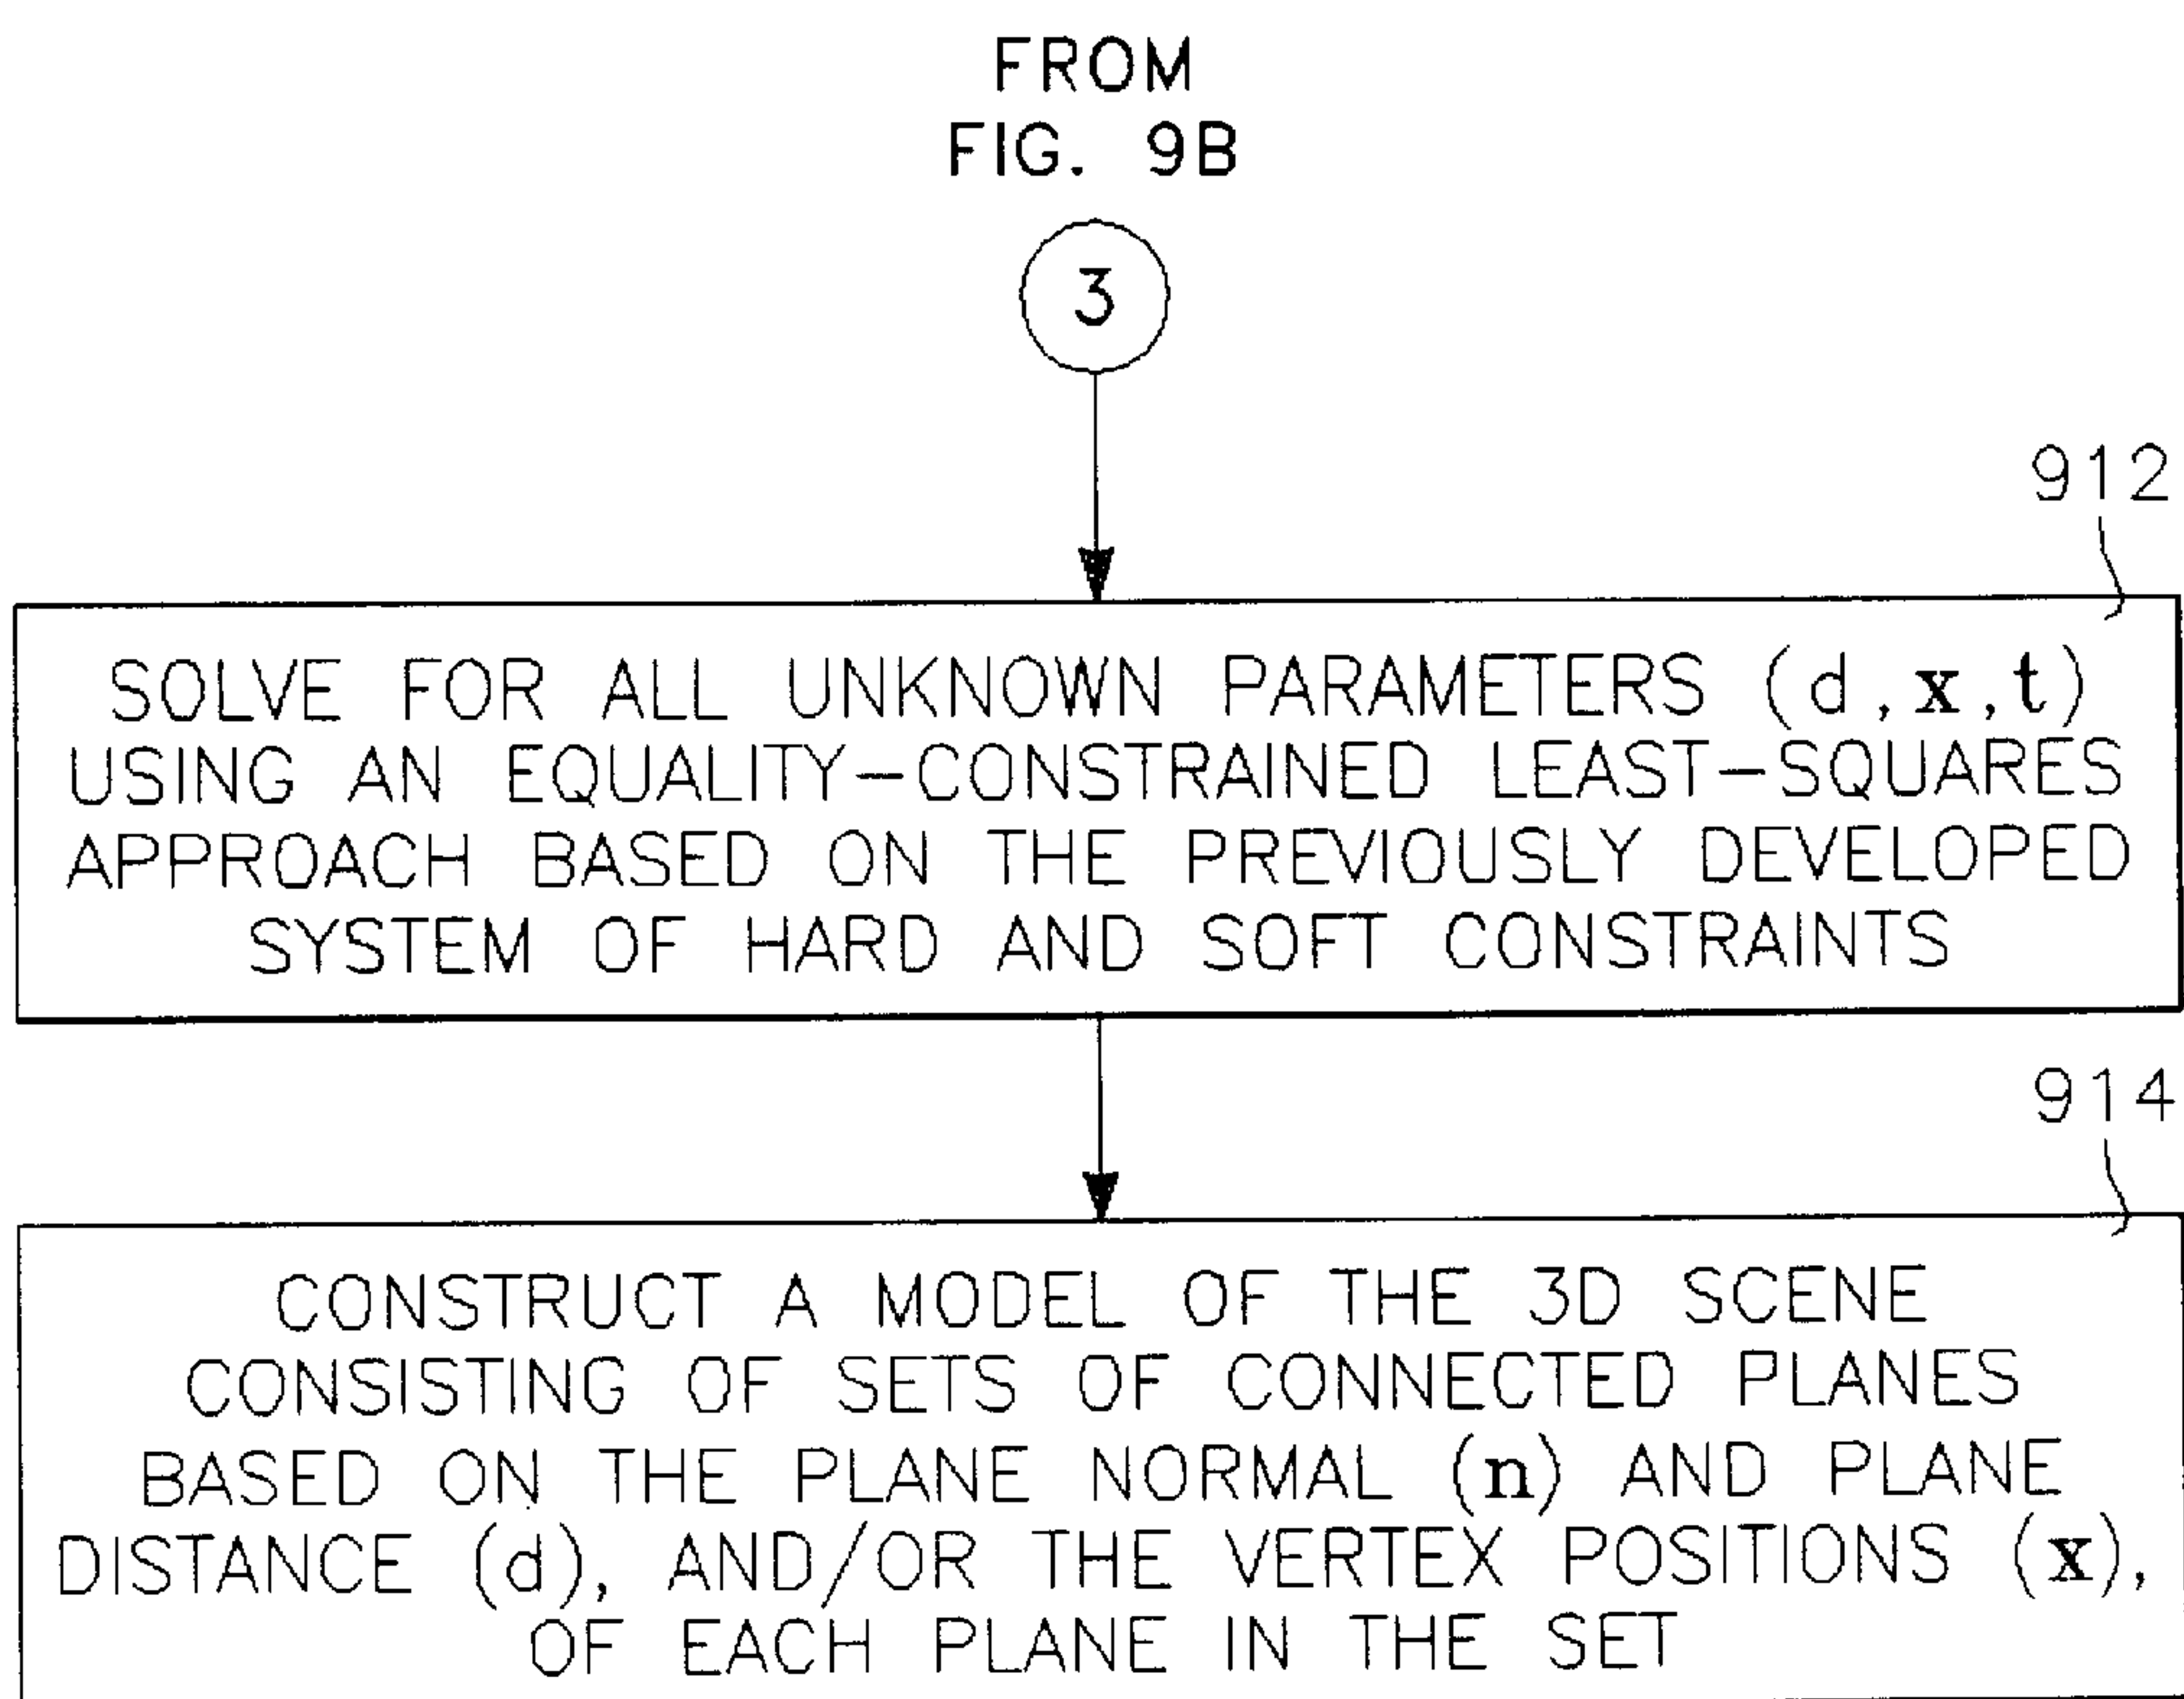 FROM
FIG. 9B
3
912
SOLVE FOR ALL UNKNOWN PARAMETERS (d, x, t)
USING AN EQUALITY-CONSTRAINED LEAST-SQUARES
APPROACH BASED ON THE PREVIOUSLY DEVELOPED
SYSTEM OF HARD AND SOFT CONSTRAINTS
914
CONSTRUCT A MODEL OF THE 3D SCENE
CONSISTING OF SETS OF CONNECTED PLANES
BASED ON THE PLANE NORMAL (n) AND PLANE
DISTANCE (d), AND/OR THE VERTEX POSITIONS (x),
OF EACH PLANE IN THE SET